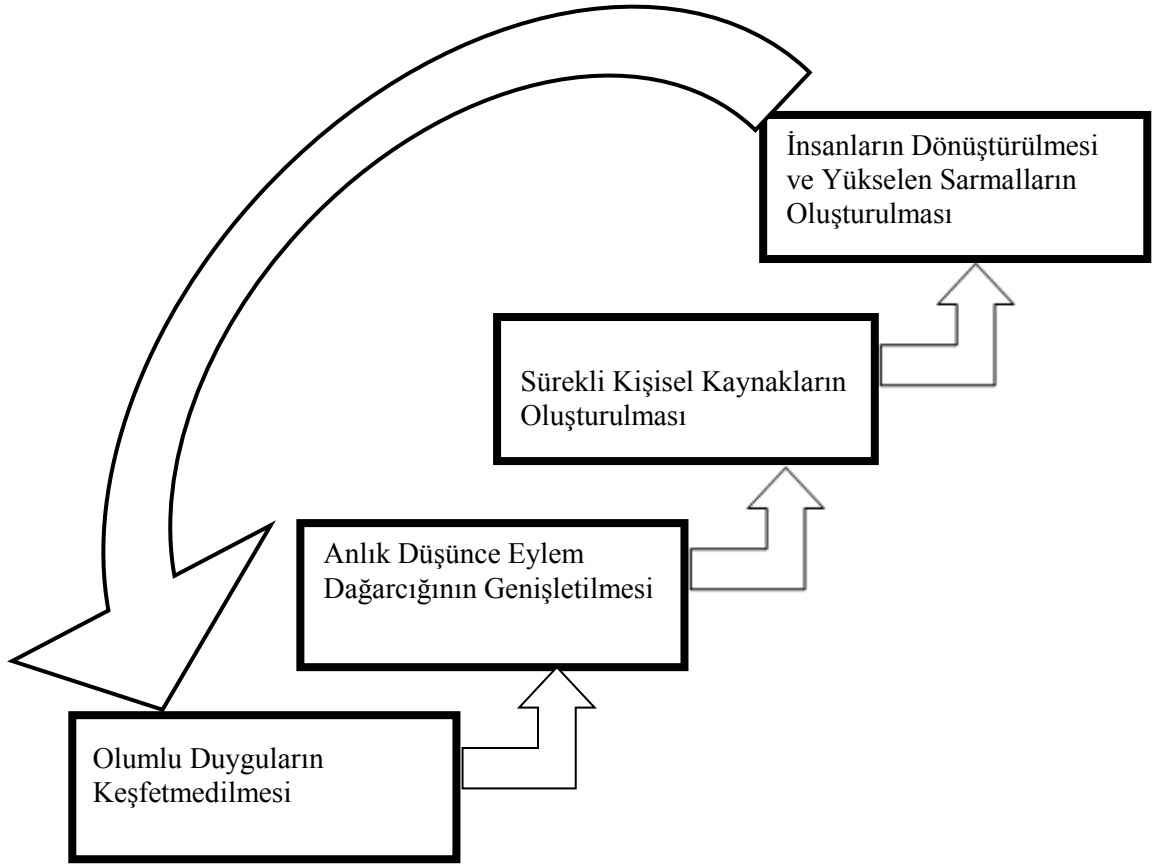 İnsanların Dönüştürülmesi
ve Yükselen Sarmalların
Oluşturulması
Sürekli Kişisel Kaynakların
Oluşturulması
Anlık Düşünce Eylem
Dağarcığının Genişletilmesi
Olumlu Duyguların
Keşfetmedilmesi